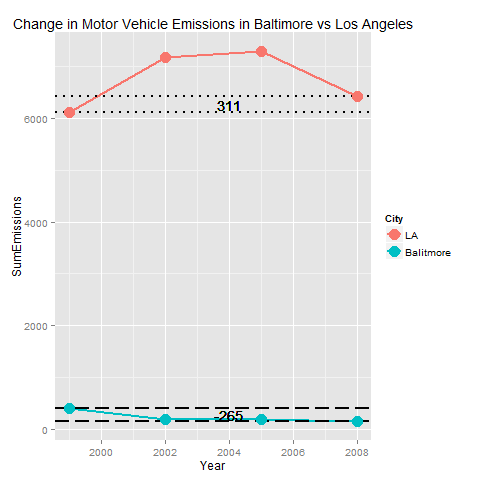 Change in Motor Vehicle Emissions in Baltimore vs Los Angeles
SumEmissions
6000
4000
2000
0
311
-265
2000
2002
2004
2006
2008
Year
City
LA
Balitmore